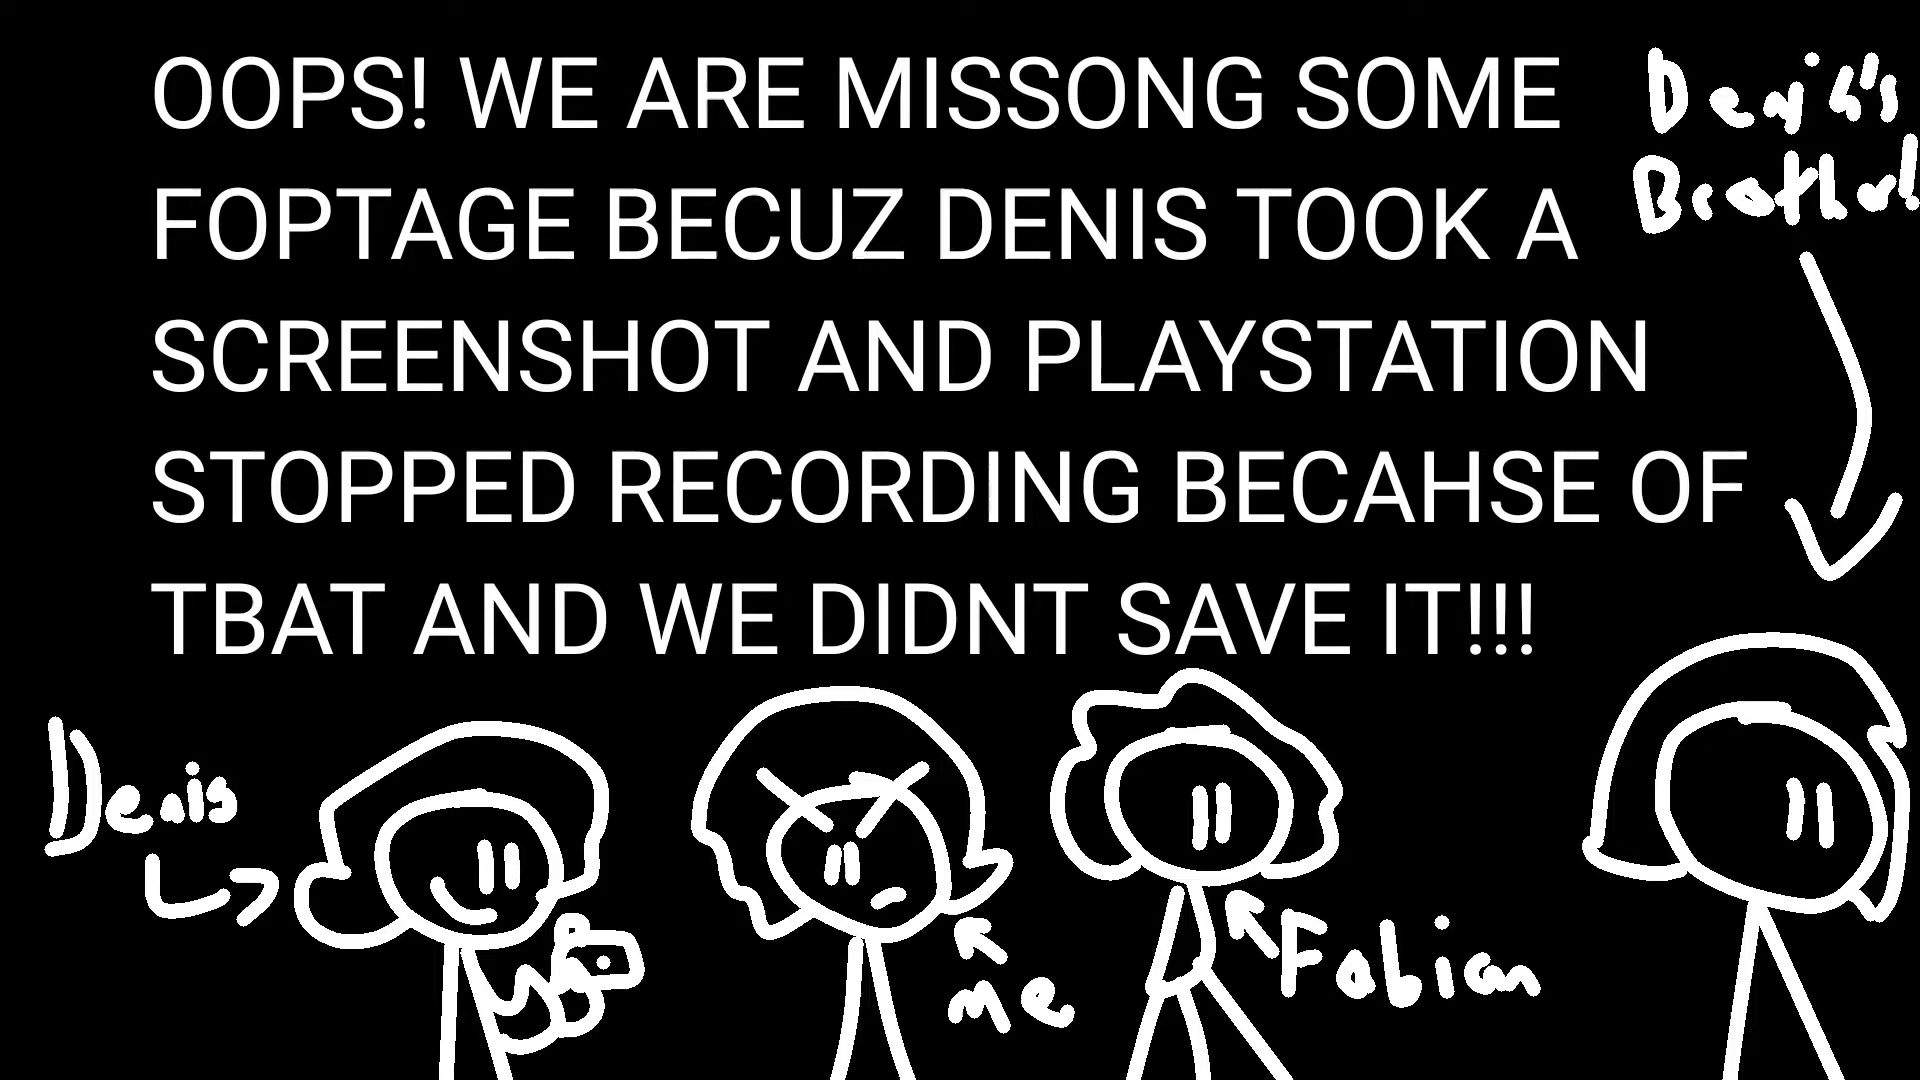 OOPS! WE ARE MISSONG SOME
FOPTAGE BECUZ DENIS TOOK A
SCREENSHOT AND PLAYSTATION
STOPPED RECORDING BECAHSE OF
TBAT AND WE DIDNT SAVE IT!!!
Brother!
Denis
me
Fabian